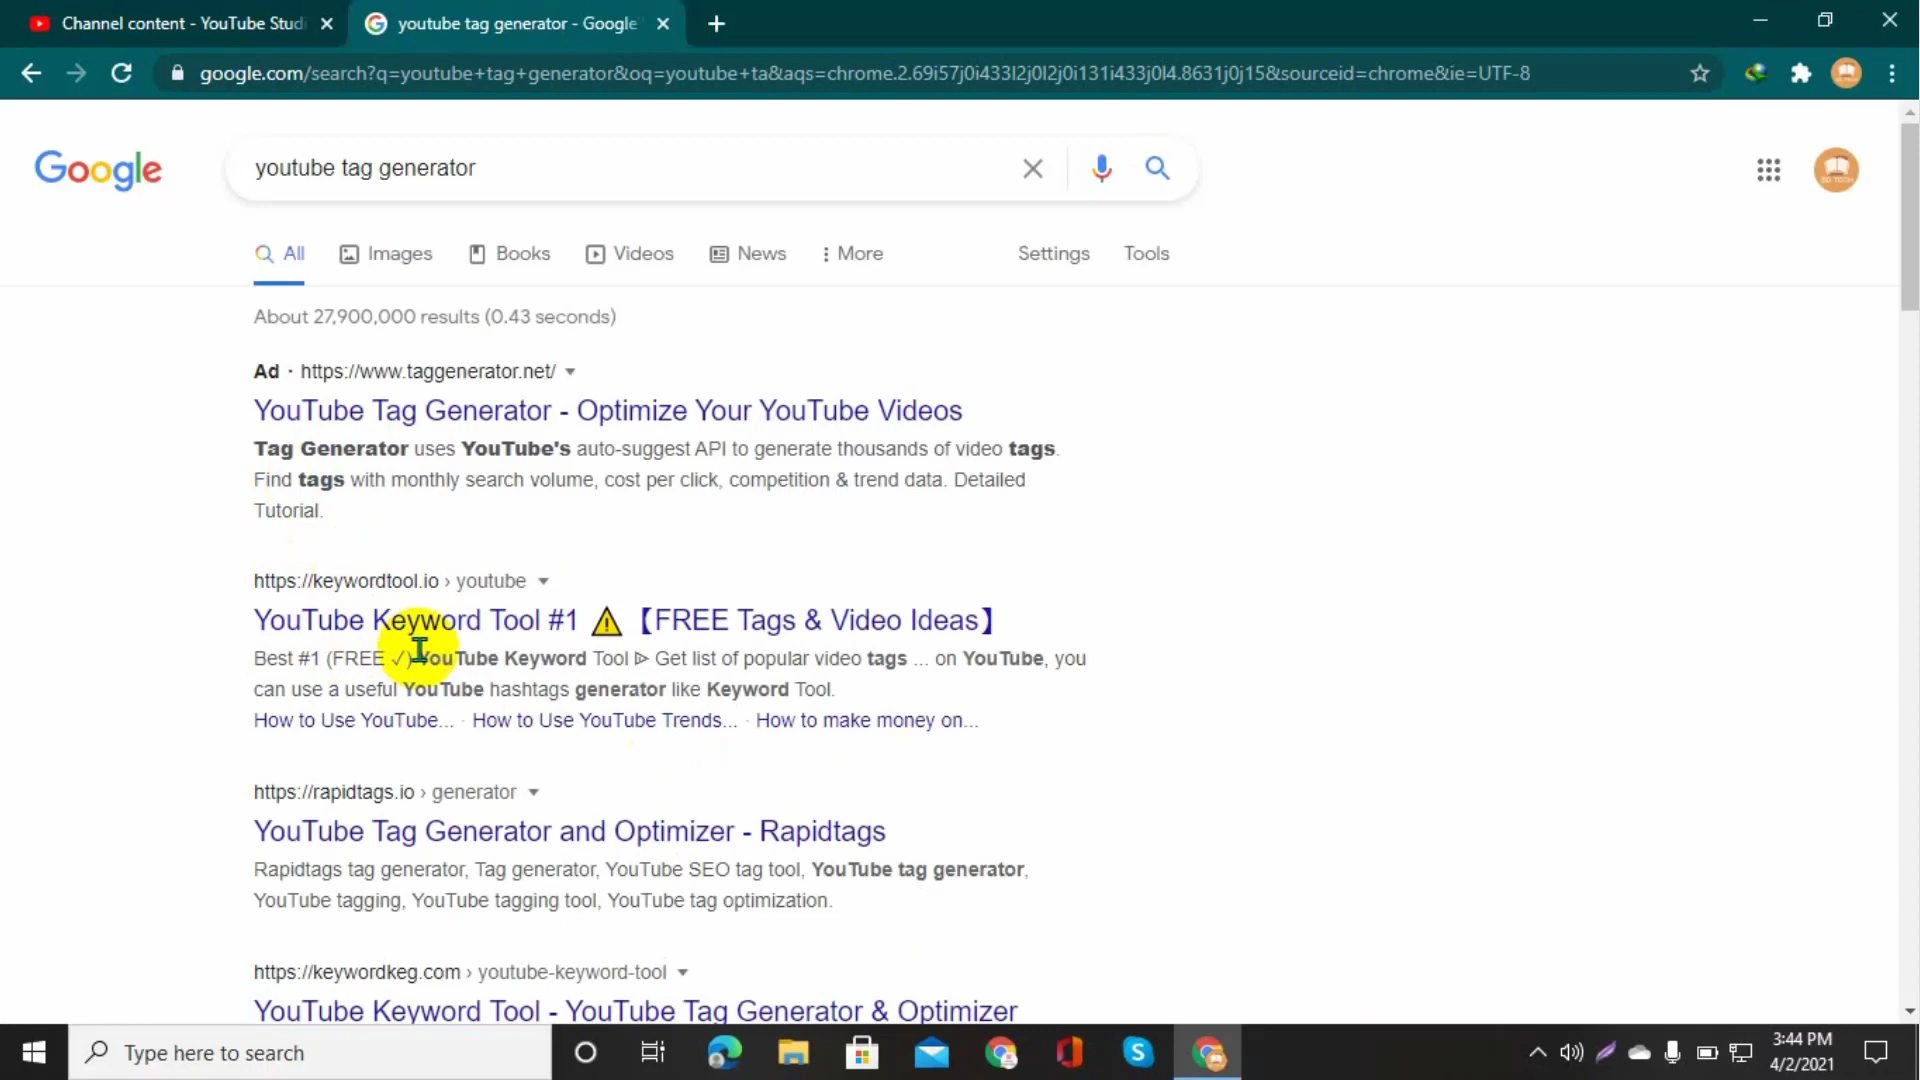 Channel content - YouTube Studi
youtube tag generator - Google
google.com/search?q=youtube+tag+generator&oq=youtube+ta&aqs=chrome.2.69i57j0i433l2j0l2j0i131i433j0l4.8631j0j15&sourceid=chrome&ie=UTF-8
Google
youtube tag generator
All Images Books Videos News More Settings Tools
About 27,900,000 results (0.43 seconds)
Ad · https://www.taggenerator.net/
YouTube Tag Generator - Optimize Your YouTube Videos
Tag Generator uses YouTube's auto-suggest API to generate thousands of video tags.
Find tags with monthly search volume, cost per click, competition & trend data. Detailed
Tutorial.
https://keywordtool.io › youtube
YouTube Keyword Tool #1 ⚠ 【FREE Tags & Video Ideas】
Best #1 (FREE ✓) YouTube Keyword Tool ᐈ Get list of popular video tags ... on YouTube, you
can use a useful YouTube hashtags generator like Keyword Tool.
How to Use YouTube... · How to Use YouTube Trends... · How to make money on...
https://rapidtags.io › generator
YouTube Tag Generator and Optimizer - Rapidtags
Rapidtags tag generator, Tag generator, YouTube SEO tag tool, YouTube tag generator,
YouTube tagging, YouTube tagging tool, YouTube tag optimization.
https://keywordkeg.com › youtube-keyword-tool
YouTube Keyword Tool - YouTube Tag Generator & Optimizer
Type here to search
3:44 PM
4/2/2021